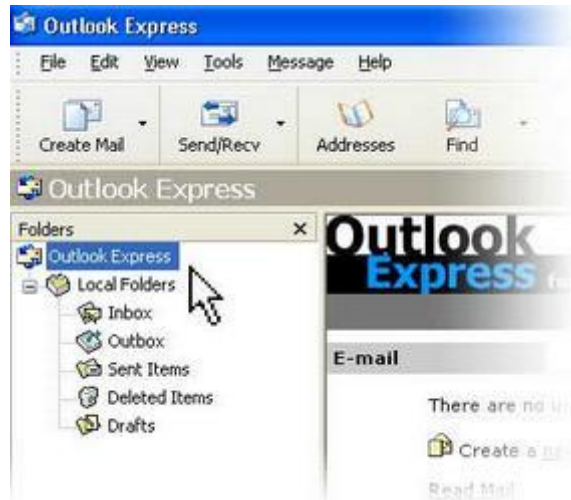 Outlook Express
File Edit View Tools Message Help
Create Mail Send/Recv Addresses Find
Outlook Express
Folders
Outlook Express
Local Folders
Inbox
Outbox
Sent Items
Deleted Items
Drafts
Outlook
Express
E-mail
There are no
Create a
Read Mail